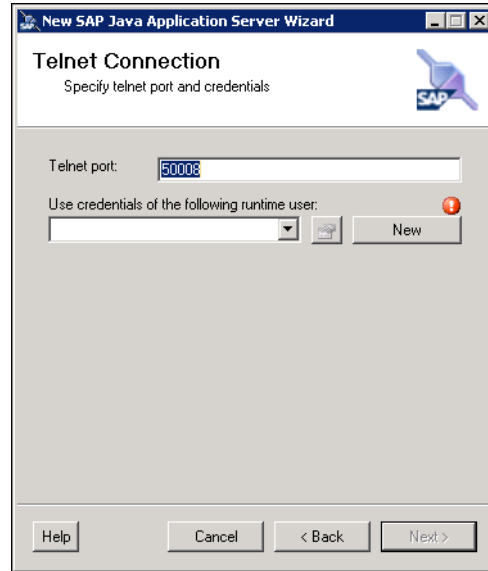 New SAP Java Application Server Wizard
Telnet Connection
Specify telnet port and credentials
SAP
Telnet port: 50008
Use credentials of the following runtime user:
New
Help Cancel < Back Next >